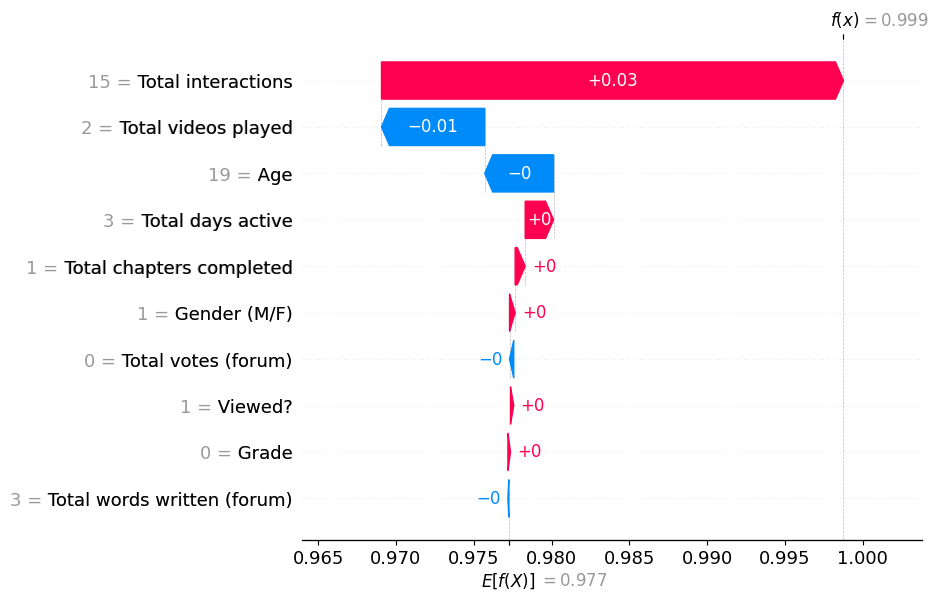 f(x) = 0.999
15 = Total interactions
+0.03
2 = Total videos played
−0.01
19 = Age
−0
3 = Total days active
+0
1 = Total chapters completed
+0
1 = Gender (M/F)
+0
0 = Total votes (forum)
−0
1 = Viewed?
+0
0 = Grade
+0
3 = Total words written (forum)
−0
0.965 0.970 0.975 0.980 0.985 0.990 0.995 1.000
E[f(X)] = 0.977